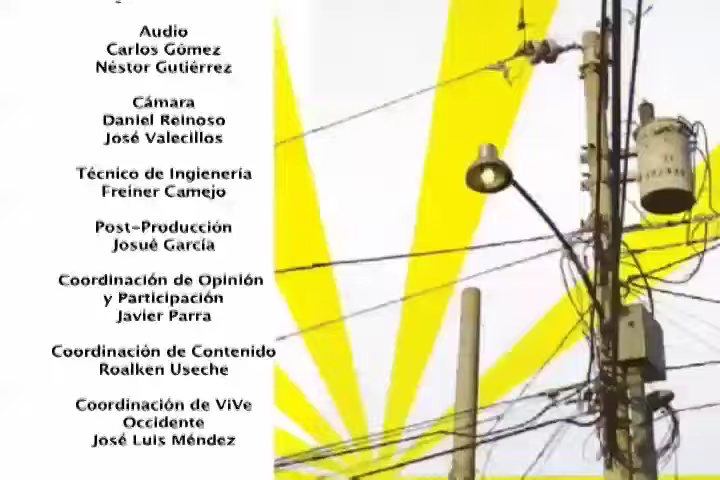 Audio
Carlos Gómez
Néstor Gutiérrez
Cámara
Daniel Reinoso
José Valecillos
Técnico de Ingienería
Freiner Camejo
Post-Producción
Josué García
Coordinación de Opinión
y Participación
Javier Parra
Coordinación de Contenido
Roalken Useche
Coordinación de ViVe
Occidente
José Luis Méndez